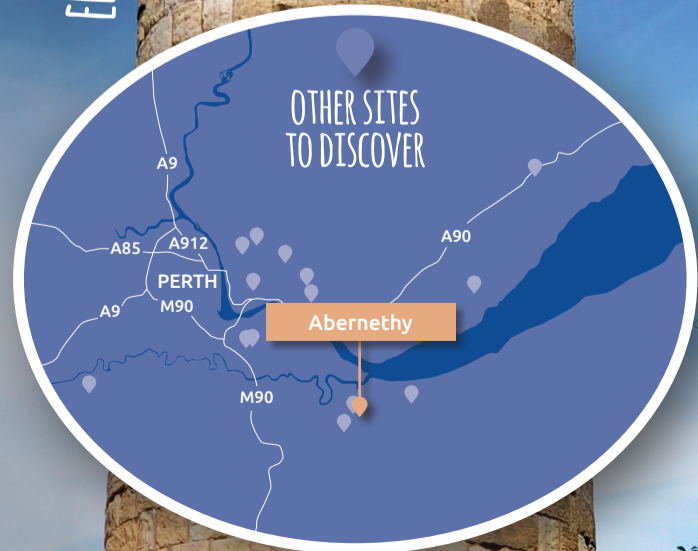 OTHER SITES
TO DISCOVER
A9
A90
A85
A912
PERTH
A9
M90
Abernethy
M90